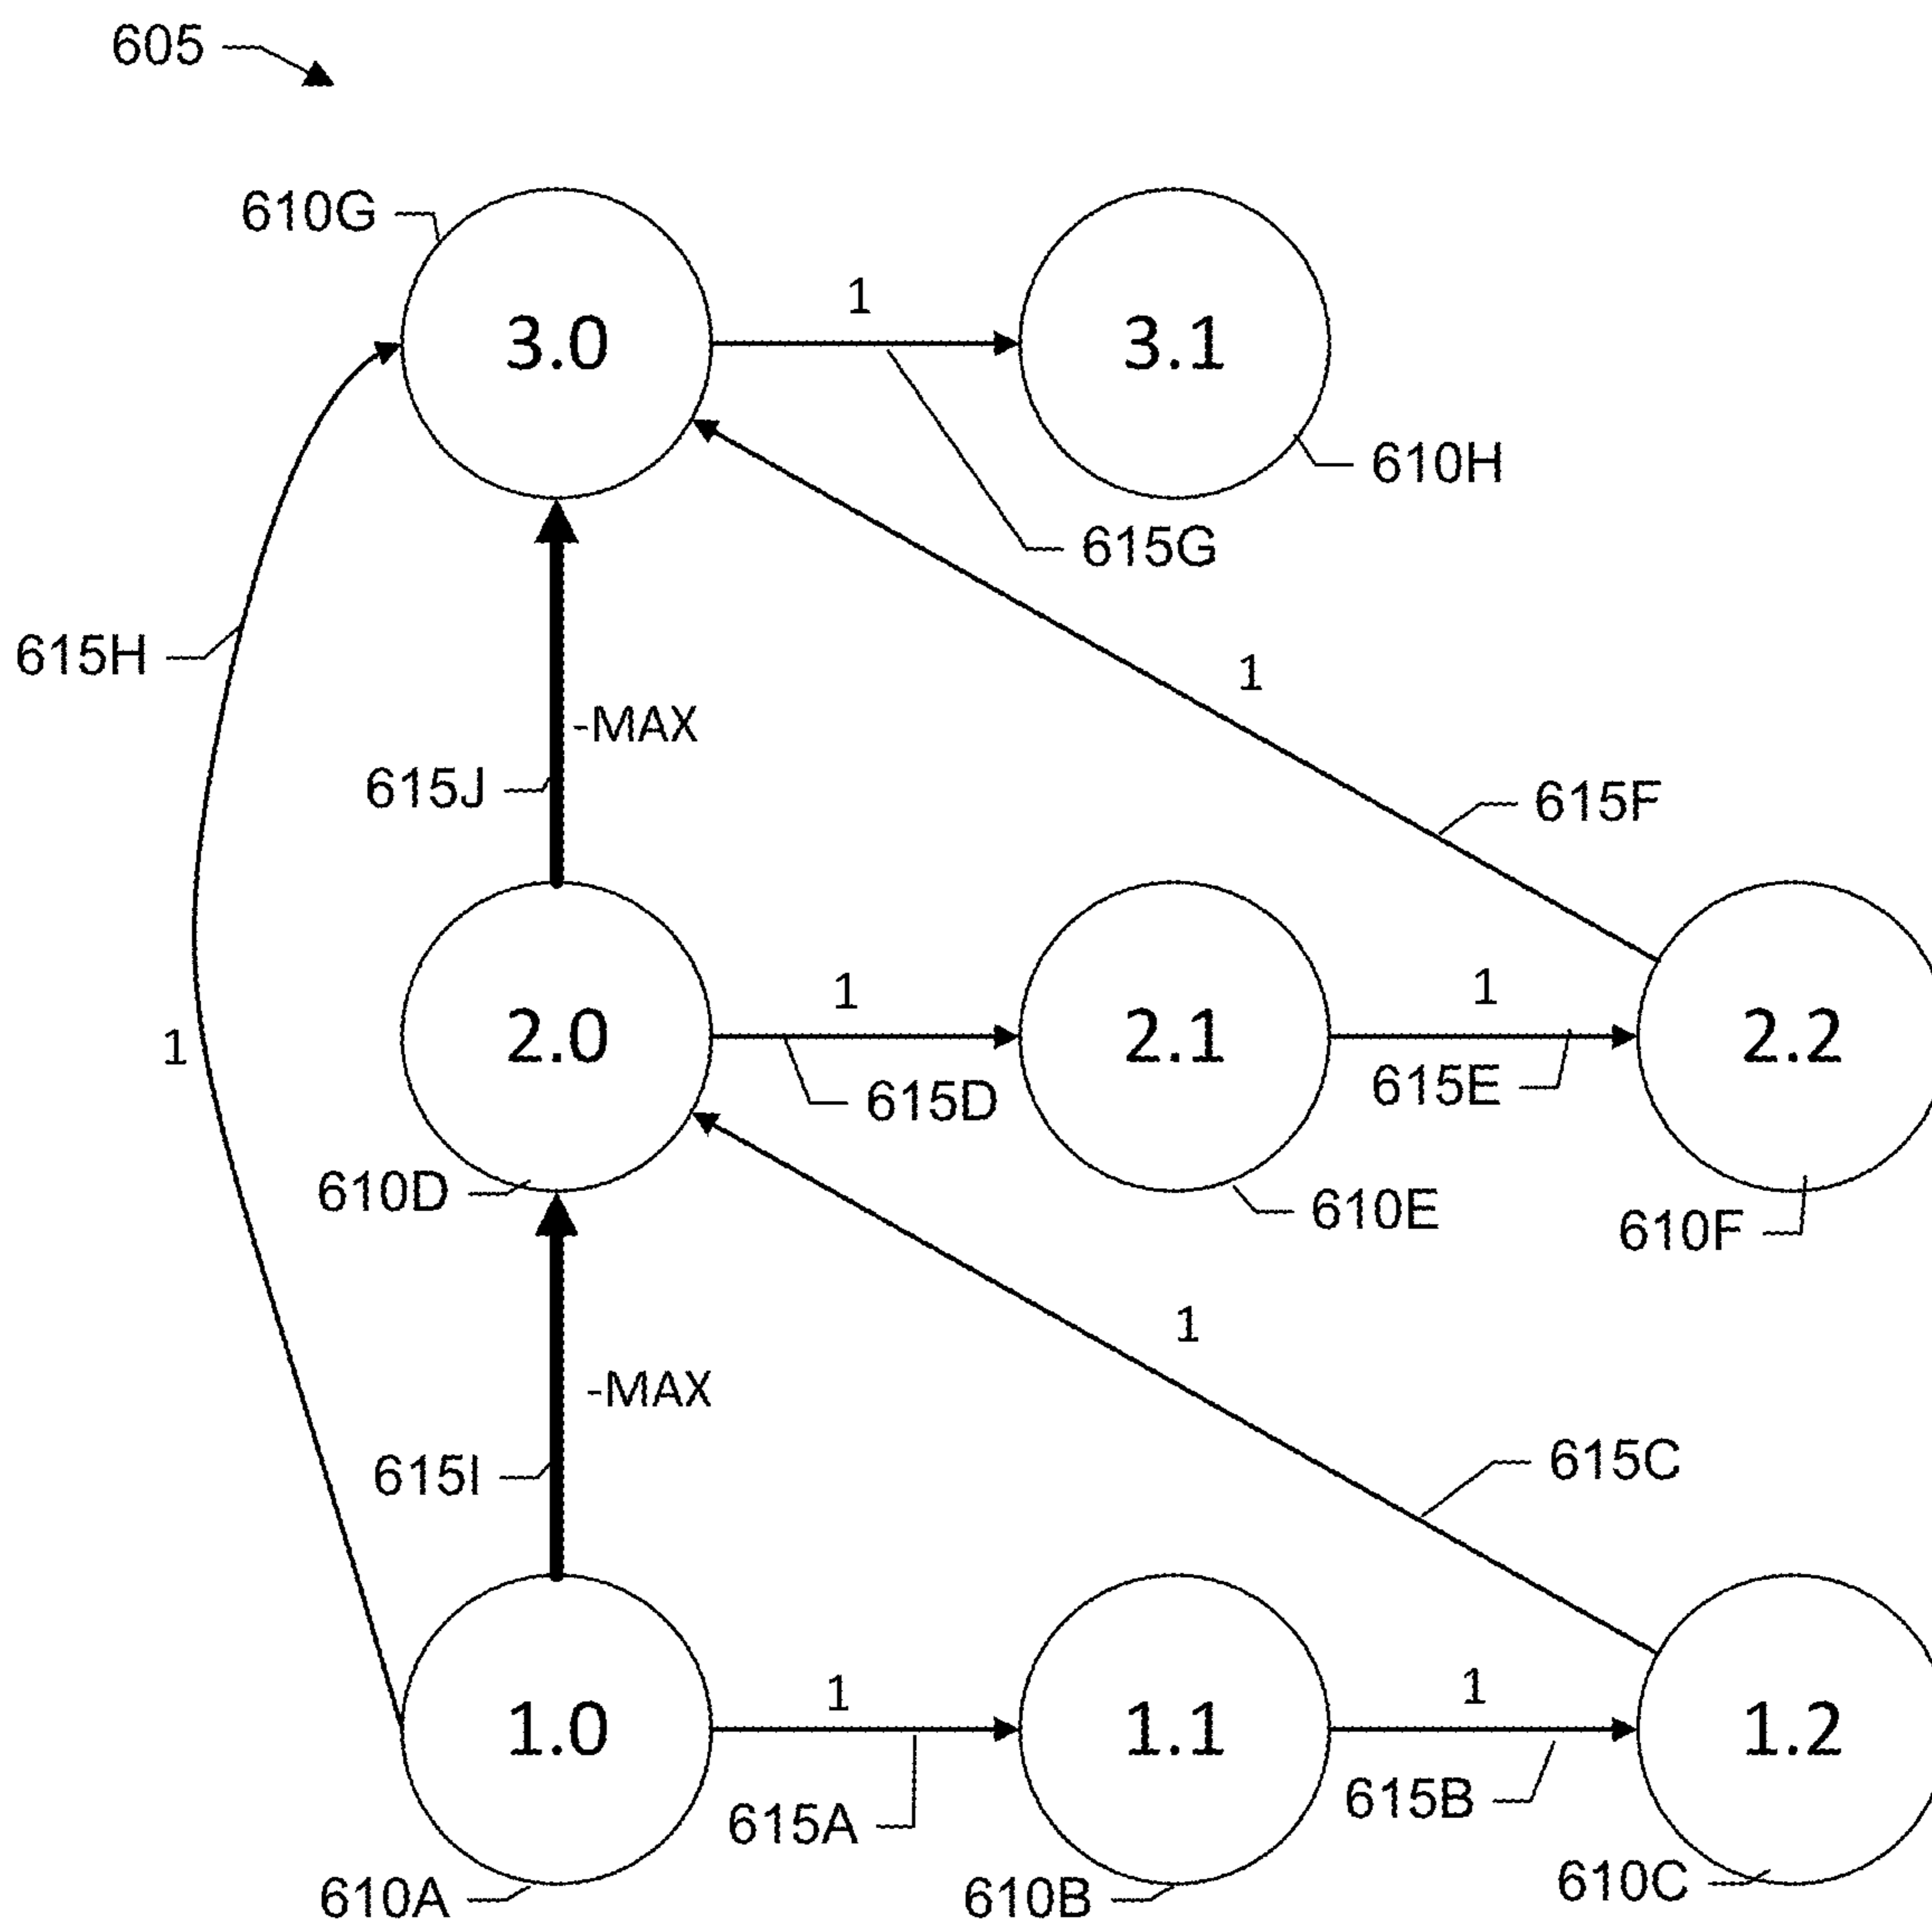 605
610G
1
3.0
3.1
610H
615G
615H
1
-MAX
615J
615F
1
1
2.0
2.1
2.2
1
615D
615E
610D
610E
610F
1
-MAX
615C
615I
1
1
1.0
1.1
1.2
615A
615B
610A
610B
610C